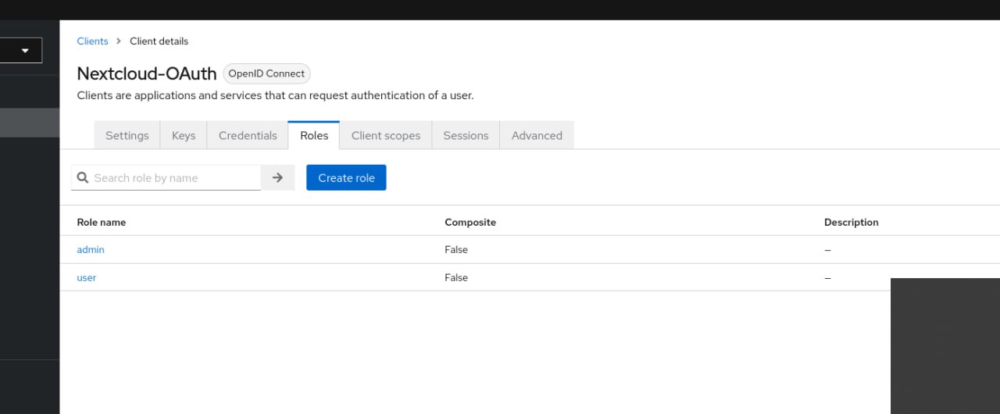 Clients > Client details
Nextcloud-OAuth OpenID Connect
Clients are applications and services that can request authentication of a user.
Settings Keys Credentials Roles Client scopes Sessions Advanced
Search role by name Create role
Role name Composite Description
admin False –
user False –